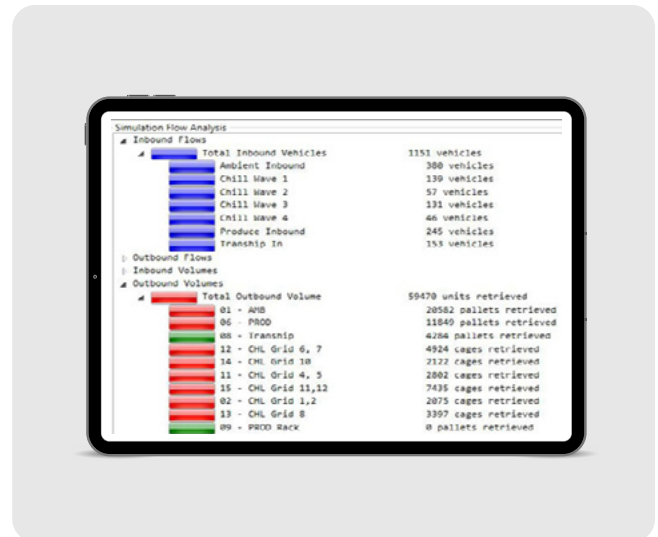 Simulation Flow Analysis
Inbound Flows
Total Inbound Vehicles 1151 vehicles
Ambient Inbound 380 vehicles
Chill Wave 1 139 vehicles
Chill Wave 2 57 vehicles
Chill Wave 3 131 vehicles
Chill Wave 4 46 vehicles
Produce Inbound 245 vehicles
Tranship In 153 vehicles
Outbound Flows
Inbound Volumes
Outbound Volumes
Total Outbound Volume 59470 units retrieved
01 - AMB 20582 pallets retrieved
06 - PROD 11849 pallets retrieved
08 - Tranship 4284 pallets retrieved
12 - CHL Grid 6, 7 4924 cages retrieved
14 - CHL Grid 10 2122 cages retrieved
11 - CHL Grid 4, 5 2802 cages retrieved
15 - CHL Grid 11,12 7435 cages retrieved
02 - CHL Grid 1,2 2075 cages retrieved
13 - CHL Grid 8 3397 cages retrieved
09 - PROD Rack 0 pallets retrieved